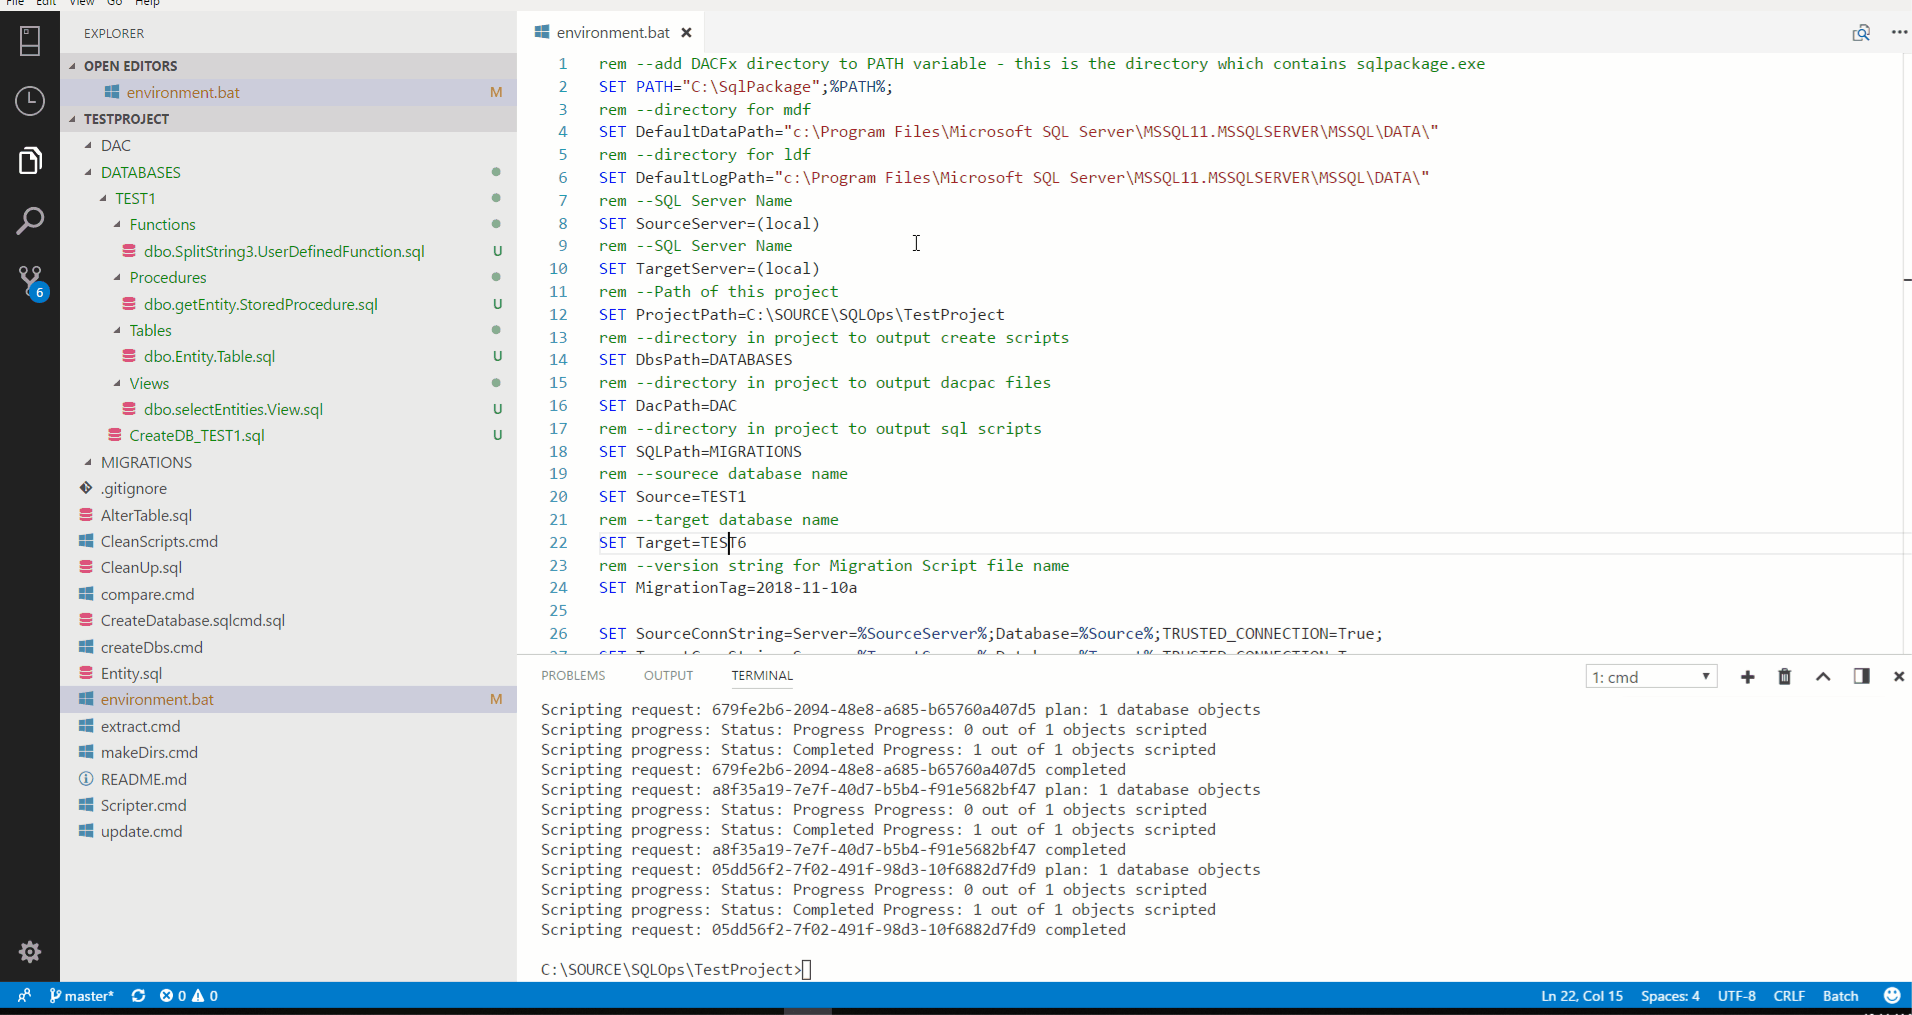 File Edit View Go Help
EXPLORER
OPEN EDITORS
environment.bat M
TESTPROJECT
DAC
DATABASES
TEST1
Functions
dbo.SplitString3.UserDefinedFunction.sql U
Procedures
dbo.getEntity.StoredProcedure.sql U
Tables
dbo.Entity.Table.sql U
Views
dbo.selectEntities.View.sql U
CreateDB_TEST1.sql U
MIGRATIONS
.gitignore
AlterTable.sql
CleanScripts.cmd
CleanUp.sql
compare.cmd
CreateDatabase.sqlcmd.sql
createDbs.cmd
Entity.sql
environment.bat M
extract.cmd
makeDirs.cmd
README.md
Scripter.cmd
update.cmd
6
environment.bat
1 rem --add DACFx directory to PATH variable - this is the directory which contains sqlpackage.exe
2 SET PATH="C:\SqlPackage";%PATH%;
3 rem --directory for mdf
4 SET DefaultDataPath="c:\Program Files\Microsoft SQL Server\MSSQL11.MSSQLSERVER\MSSQL\DATA\"
5 rem --directory for ldf
6 SET DefaultLogPath="c:\Program Files\Microsoft SQL Server\MSSQL11.MSSQLSERVER\MSSQL\DATA\"
7 rem --SQL Server Name
8 SET SourceServer=(local)
9 rem --SQL Server Name
10 SET TargetServer=(local)
11 rem --Path of this project
12 SET ProjectPath=C:\SOURCE\SQLOps\TestProject
13 rem --directory in project to output create scripts
14 SET DbsPath=DATABASES
15 rem --directory in project to output dacpac files
16 SET DacPath=DAC
17 rem --directory in project to output sql scripts
18 SET SQLPath=MIGRATIONS
19 rem --sourece database name
20 SET Source=TEST1
21 rem --target database name
22 SET Target=TEST6
23 rem --version string for Migration Script file name
24 SET MigrationTag=2018-11-10a
25
26 SET SourceConnString=Server=%SourceServer%;Database=%Source%;TRUSTED_CONNECTION=True;
PROBLEMS OUTPUT TERMINAL 1: cmd
Scripting request: 679fe2b6-2094-48e8-a685-b65760a407d5 plan: 1 database objects
Scripting progress: Status: Progress Progress: 0 out of 1 objects scripted
Scripting progress: Status: Completed Progress: 1 out of 1 objects scripted
Scripting request: 679fe2b6-2094-48e8-a685-b65760a407d5 completed
Scripting request: a8f35a19-7e7f-40d7-b5b4-f91e5682bf47 plan: 1 database objects
Scripting progress: Status: Progress Progress: 0 out of 1 objects scripted
Scripting progress: Status: Completed Progress: 1 out of 1 objects scripted
Scripting request: a8f35a19-7e7f-40d7-b5b4-f91e5682bf47 completed
Scripting request: 05dd56f2-7f02-491f-98d3-10f6882d7fd9 plan: 1 database objects
Scripting progress: Status: Progress Progress: 0 out of 1 objects scripted
Scripting progress: Status: Completed Progress: 1 out of 1 objects scripted
Scripting request: 05dd56f2-7f02-491f-98d3-10f6882d7fd9 completed
C:\SOURCE\SQLOps\TestProject>
master* 0 0 Ln 22, Col 15 Spaces: 4 UTF-8 CRLF Batch